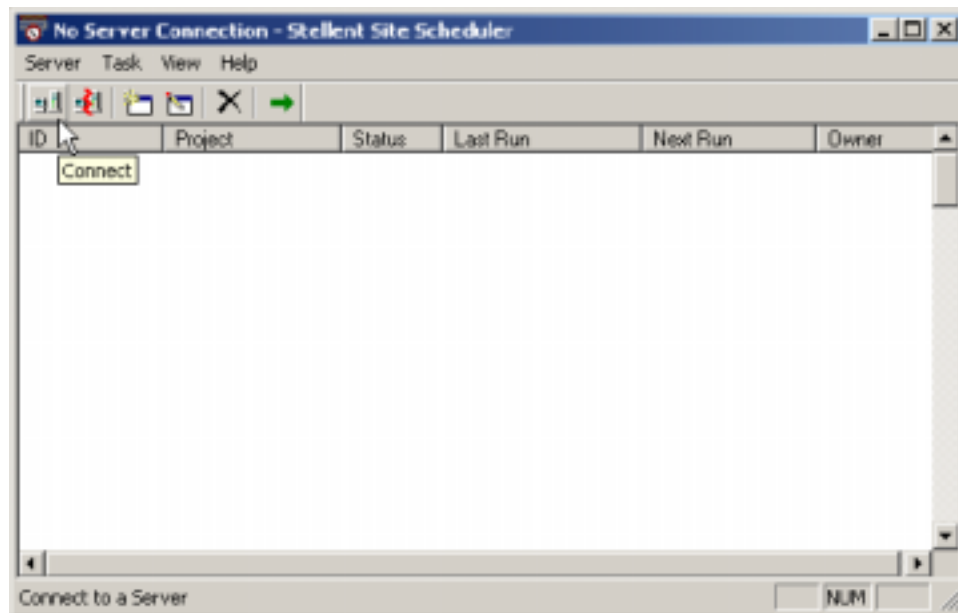 No Server Connection - Stellent Site Scheduler
Server Task View Help
ID Project Status Last Run Next Run Owner
Connect
Connect to a Server NUM